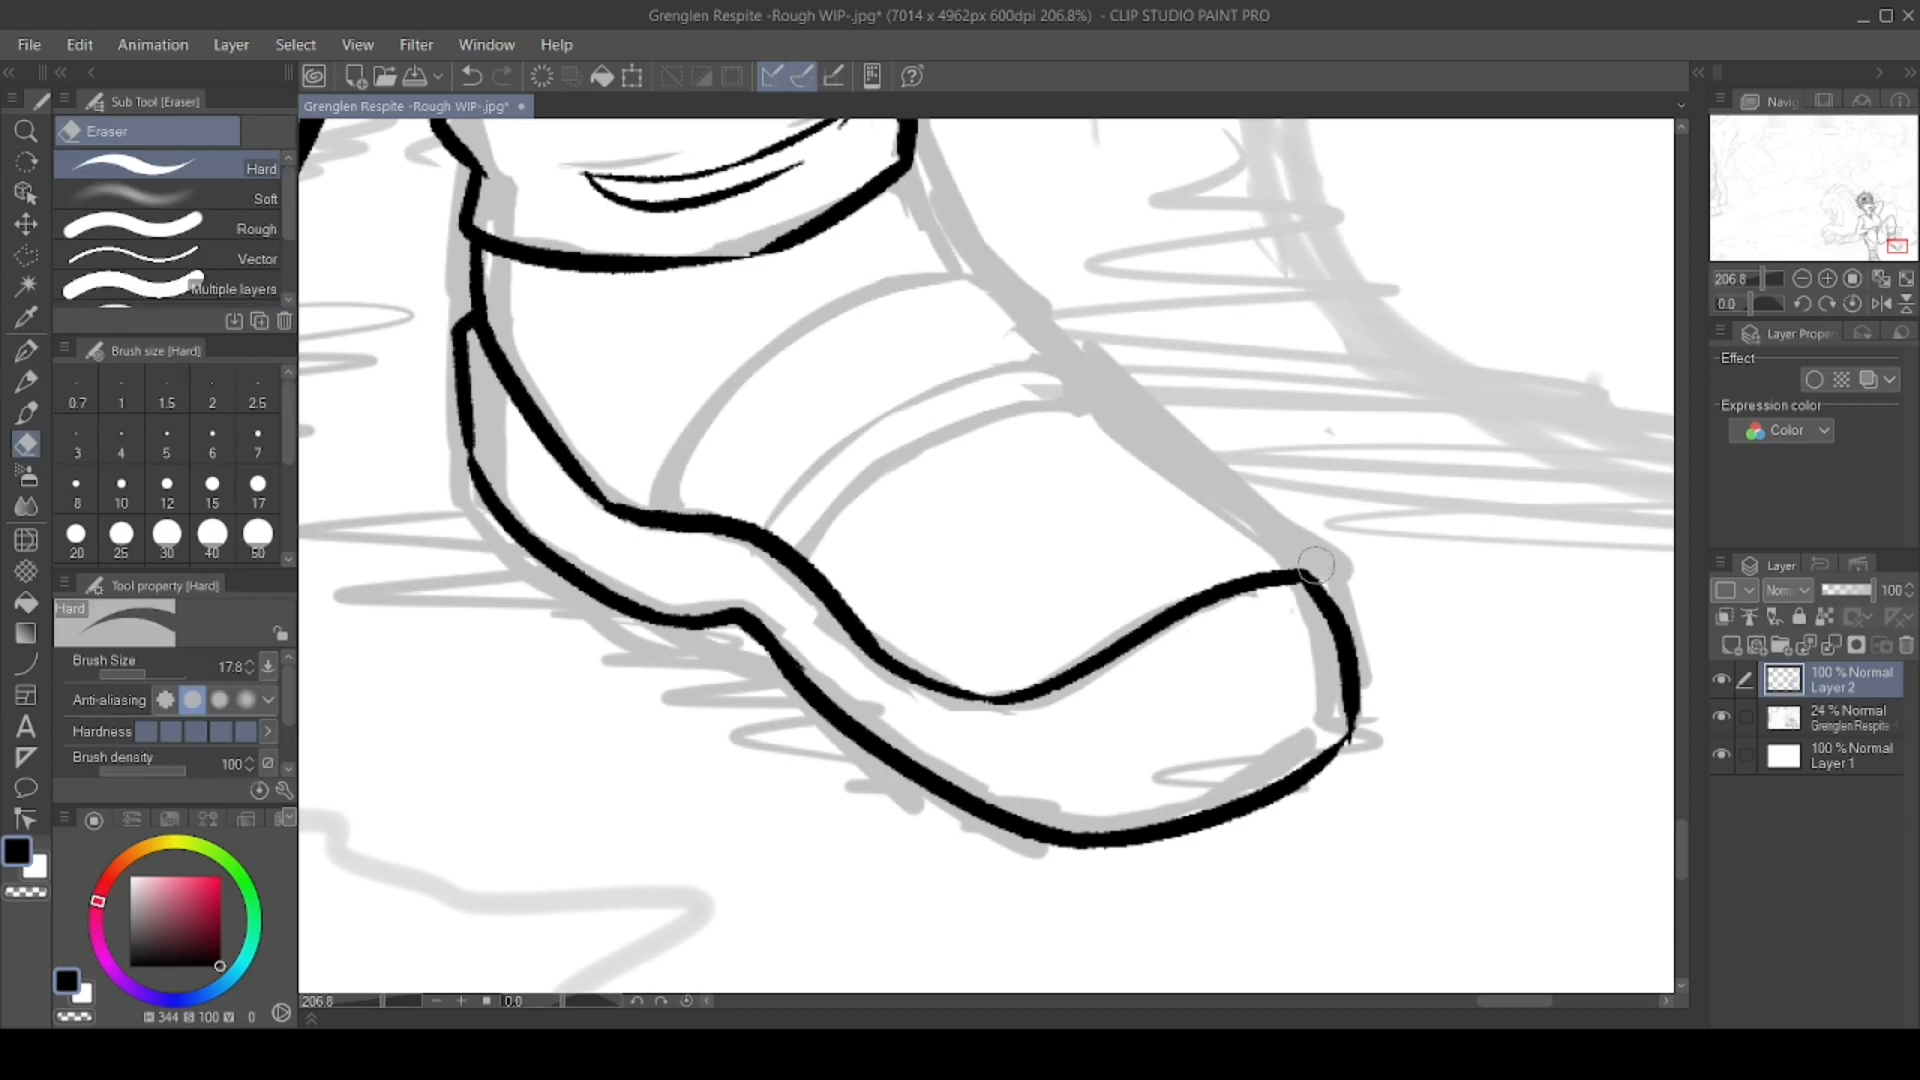 Grenglen Respite -Rough WIP-.jpg* (7014 x 4962px 600dpi 206.8%) - CLIP STUDIO PAINT PRO
File Edit Animation Layer Select View Filter Window Help
Sub Tool [Eraser]
Grenglen Respite -Rough WIP-.jpg*
Navig
Eraser
Hard
Soft
Rough
Vector
Multiple layers
206.8
0.0
Layer Proper
Brush size [Hard]
Effect
0.7 1 1.5 2 2.5
Expression color
Color
3 4 5 6 7
8 10 12 15 17
20 25 30 40 50
Layer
Tool property [Hard]
Norm 100
Hard
Brush Size 17.8
100 % Normal
Layer 2
Anti-aliasing
24 % Normal
Grenglen Respite -
Hardness
100 % Normal
Layer 1
Brush density 100
206.8 0.0
H 344 S 100 V 0